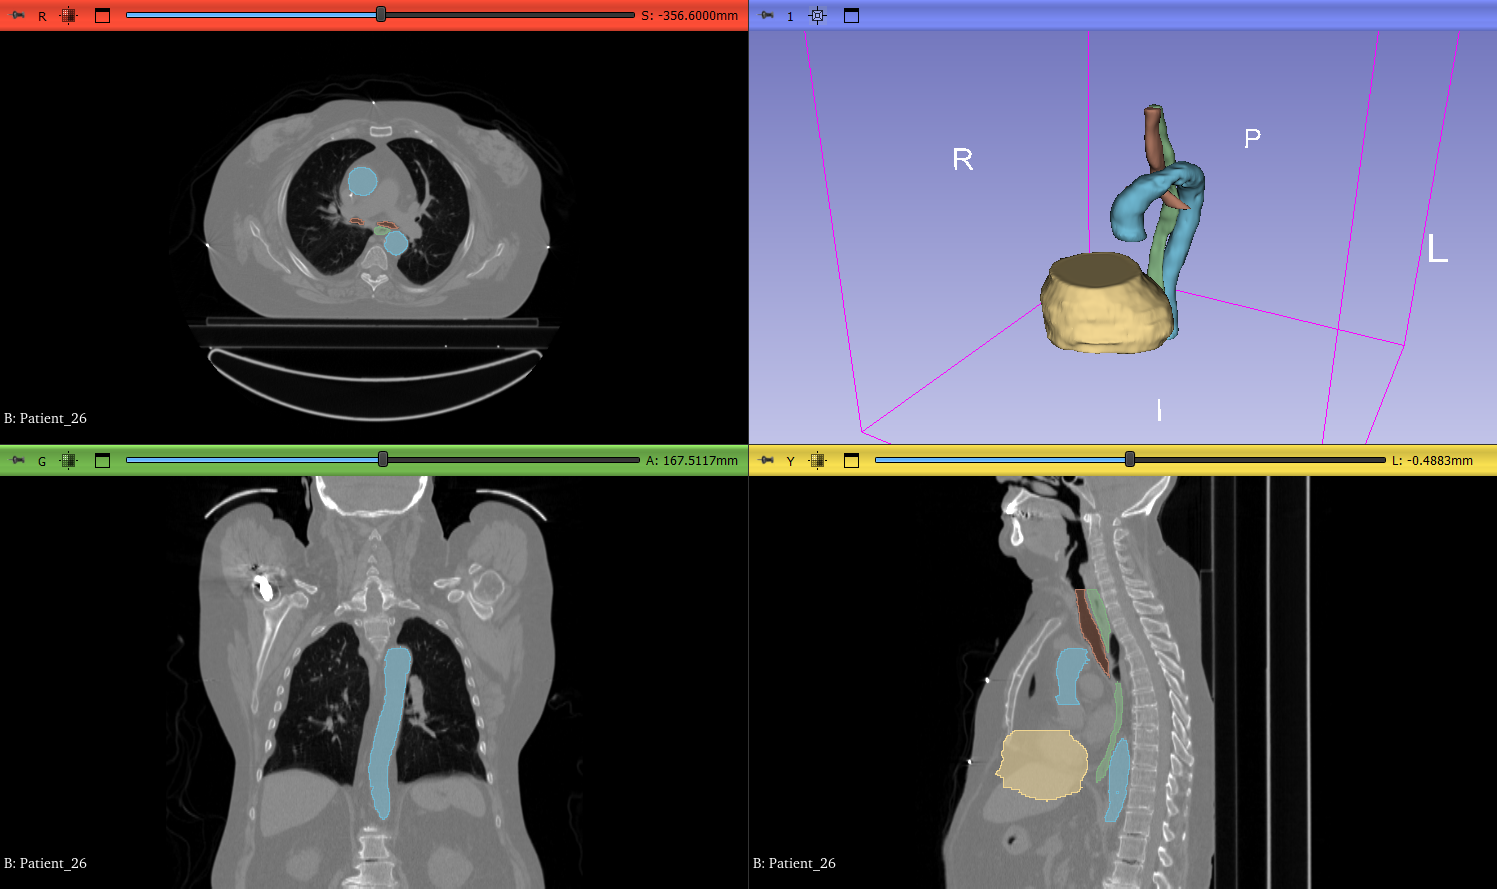 R S: -356.6000mm
B: Patient_26
1
R
P
L
I
G A: 167.5117mm
B: Patient_26
Y L: -0.4883mm
B: Patient_26